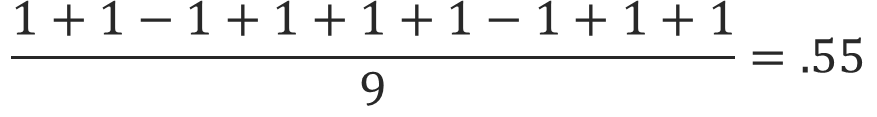 1 + 1 − 1 + 1 + 1 + 1 − 1 + 1 + 1
9
= .55